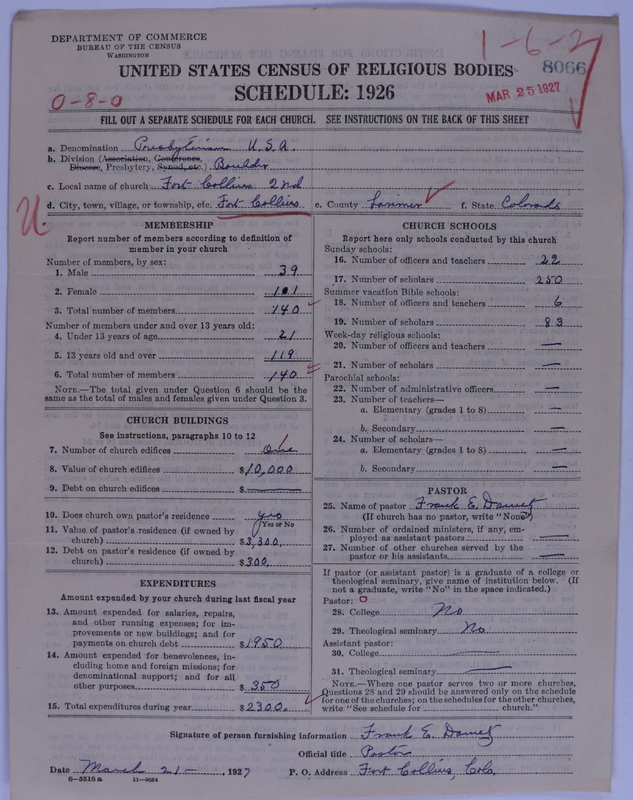 DEPARTMENT OF COMMERCE
BUREAU OF THE CENSUS
WASHINGTON
1-6-2
8066
UNITED STATES CENSUS OF RELIGIOUS BODIES
MAR 25 1927
SCHEDULE: 1926
0-8-0
FILL OUT A SEPARATE SCHEDULE FOR EACH CHURCH. SEE INSTRUCTIONS ON THE BACK OF THIS SHEET
a. Denomination Presbyterian U.S.A.
b. Division (Association, Conference,
Diocese, Presbytery, Synod, etc.) Boulder
c. Local name of church Fort Collins 2nd
d. City, town, village, or township, etc. Fort Collins e. County Larimer f. State Colorado
U.
MEMBERSHIP
Report number of members according to definition of
member in your church
Number of members, by sex:
1. Male 39
2. Female 101
3. Total number of members 140
Number of members under and over 13 years old:
4. Under 13 years of age 21
5. 13 years old and over 119
6. Total number of members 140
NOTE.—The total given under Question 6 should be the
same as the total of males and females given under Question 3.
CHURCH BUILDINGS
See instructions, paragraphs 10 to 12
7. Number of church edifices one
8. Value of church edifices $10,000
9. Debt on church edifices $ —
10. Does church own pastor's residence yes
Yes or No
11. Value of pastor's residence (if owned by
church) $3,300.
12. Debt on pastor's residence (if owned by
church) $300.
EXPENDITURES
Amount expended by your church during last fiscal year
13. Amount expended for salaries, repairs,
and other running expenses; for im-
provements or new buildings; and for
payments on church debt $1950
14. Amount expended for benevolences, in-
cluding home and foreign missions; for
denominational support; and for all
other purposes $350
15. Total expenditures during year $2300.
CHURCH SCHOOLS
Report here only schools conducted by this church
Sunday schools:
16. Number of officers and teachers 22
17. Number of scholars 250
Summer vacation Bible schools:
18. Number of officers and teachers 6
19. Number of scholars 83
Week-day religious schools:
20. Number of officers and teachers —
21. Number of scholars —
Parochial schools:
22. Number of administrative officers —
23. Number of teachers—
a. Elementary (grades 1 to 8) —
b. Secondary —
24. Number of scholars—
a. Elementary (grades 1 to 8) —
b. Secondary —
PASTOR
25. Name of pastor Frank E.
(If church has no pastor, write "None")
26. Number of ordained ministers, if any, em-
ployed as assistant pastors —
27. Number of other churches served by the
pastor or his assistants —
If pastor (or assistant pastor) is a graduate of a college or
theological seminary, give name of institution below. (If
not a graduate, write "No" in the space indicated.)
Pastor: O
28. College No
29. Theological seminary No
Assistant pastor:
30. College —
31. Theological seminary —
NOTE.—Where one pastor serves two or more churches,
Questions 28 and 29 should be answered only on the schedule
for one of the churches; on the schedules for the other churches,
write "See schedule for church."
Signature of person furnishing information Frank E.
Official title Pastor
Date March 21 —, 1927 P. O. Address Fort Collins, Colo.
8—5518 a 11—9554